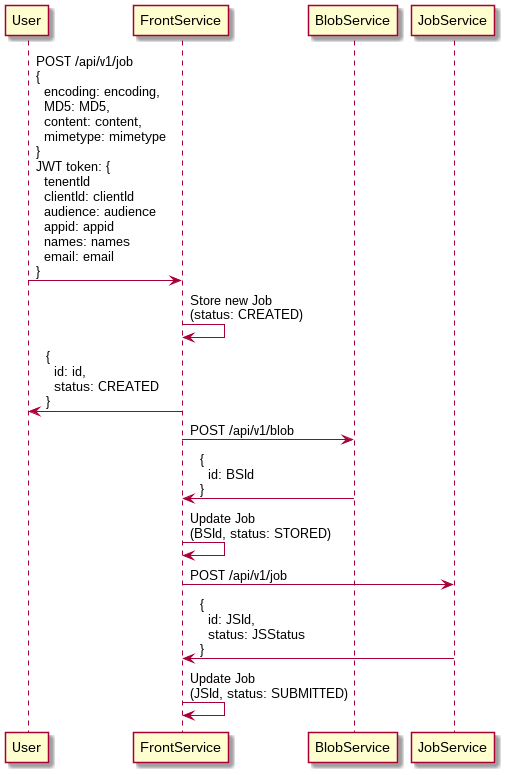 User FrontService BlobService JobService
POST /api/v1/job
{
encoding: encoding,
MD5: MD5,
content: content,
mimetype: mimetype
}
JWT token: {
tenentId
clientId: clientId
audience: audience
appid: appid
names: names
email: email
}
Store new Job
(status: CREATED)
{
id: id,
status: CREATED
}
POST /api/v1/blob
{
id: BSId
}
Update Job
(BSId, status: STORED)
POST /api/v1/job
{
id: JSId,
status: JSStatus
}
Update Job
(JSId, status: SUBMITTED)
User FrontService BlobService JobService